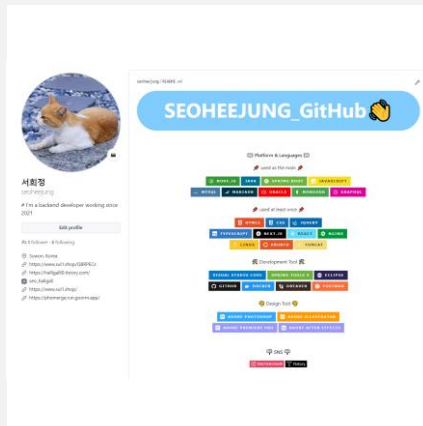 서희정
seoheejung
# I'm a backend developer working since
2021
Edit profile
Suwon, Korea
seoheejung / README.md
SEOHEEJUNG_GitHub
Platform & Languages
used as the main
NODE.JS JAVA SPRING BOOT JAVASCRIPT
MYSQL MARIADB ORACLE MONGODB GRAPHQL
used at least once
HTML5 CSS JQUERY
TYPESCRIPT NEXT.JS REACT NGINX
LINUX UBUNTU TOMCAT
Development Tool
VISUAL STUDIO CODE SPRING TOOLS 4 ECLIPSE
GITHUB DOCKER DBEAVER POSTMAN
Design Tool
ADOBE PHOTOSHOP ADOBE ILLUSTRATOR
ADOBE PREMIERE PRO ADOBE AFTER EFFECTS
SNS